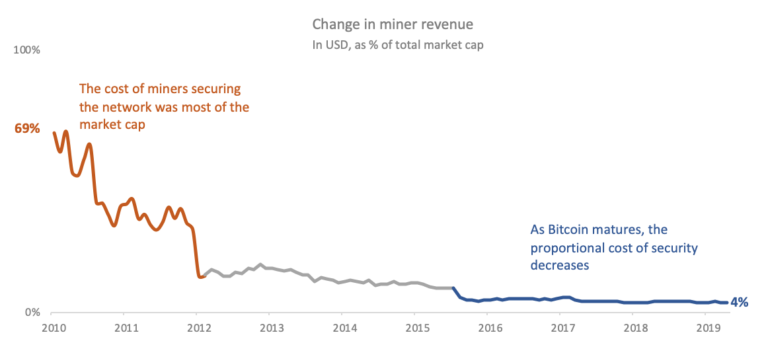 Change in miner revenue
In USD, as % of total market cap
100%
The cost of miners securing
the network was most of the
market cap
69%
As Bitcoin matures, the
proportional cost of security
decreases
4%
0%
2010 2011 2012 2013 2014 2015 2016 2017 2018 2019